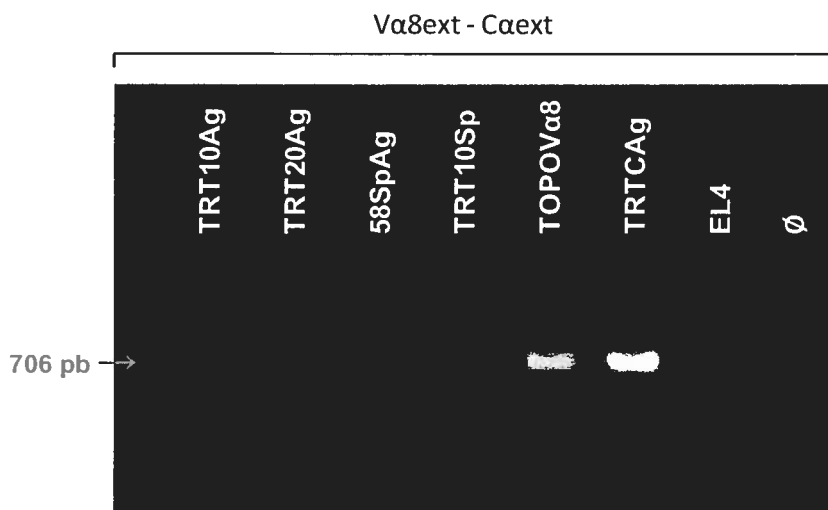 Vα8ext - Cαext
TRT10Ag
TRT20Ag
58SpAg
TRT10Sp
TOPOVα8
TRTCAg
EL4
Ø
706 pb